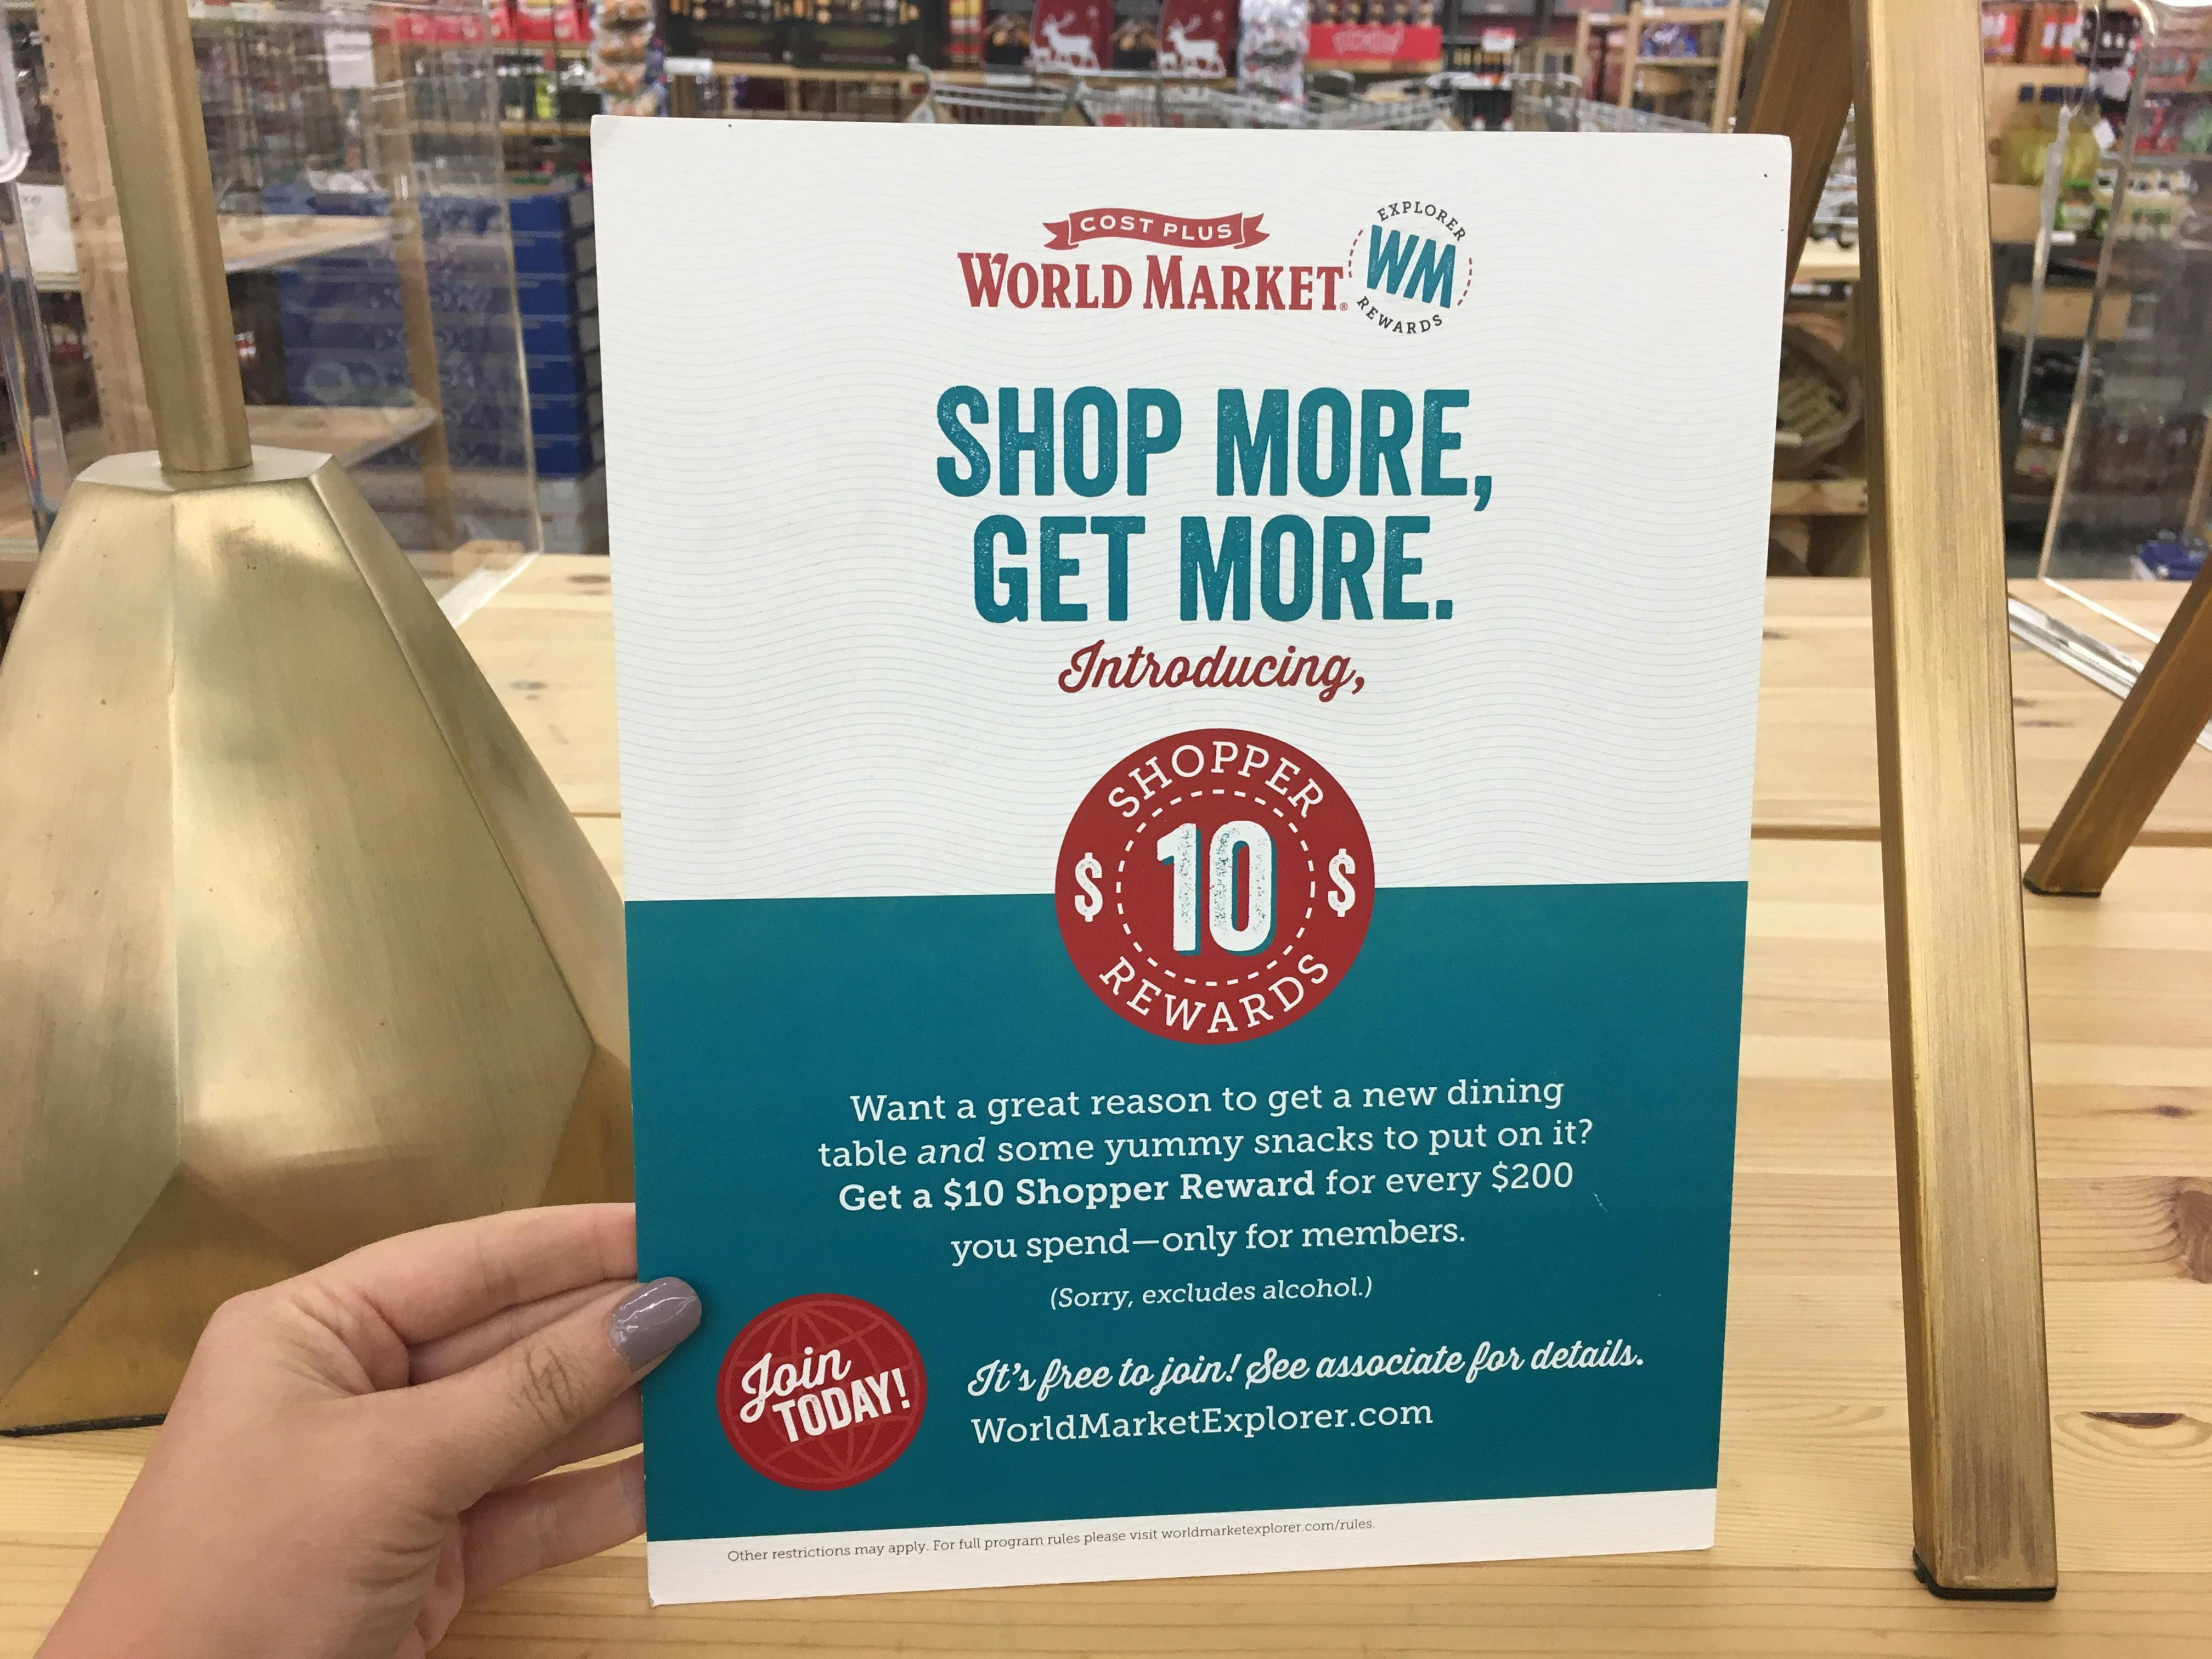 COST PLUS
WORLD MARKET®
EXPLORER
WM
REWARDS
SHOP MORE,
GET MORE.
Introducing,
SHOPPER
$ 10 $
REWARDS
Want a great reason to get a new dining
table and some yummy snacks to put on it?
Get a $10 Shopper Reward for every $200
you spend—only for members.
(Sorry, excludes alcohol.)
Join
TODAY!
It's free to join! See associate for details.
WorldMarketExplorer.com
Other restrictions may apply. For full program rules please visit worldmarketexplorer.com/rules.